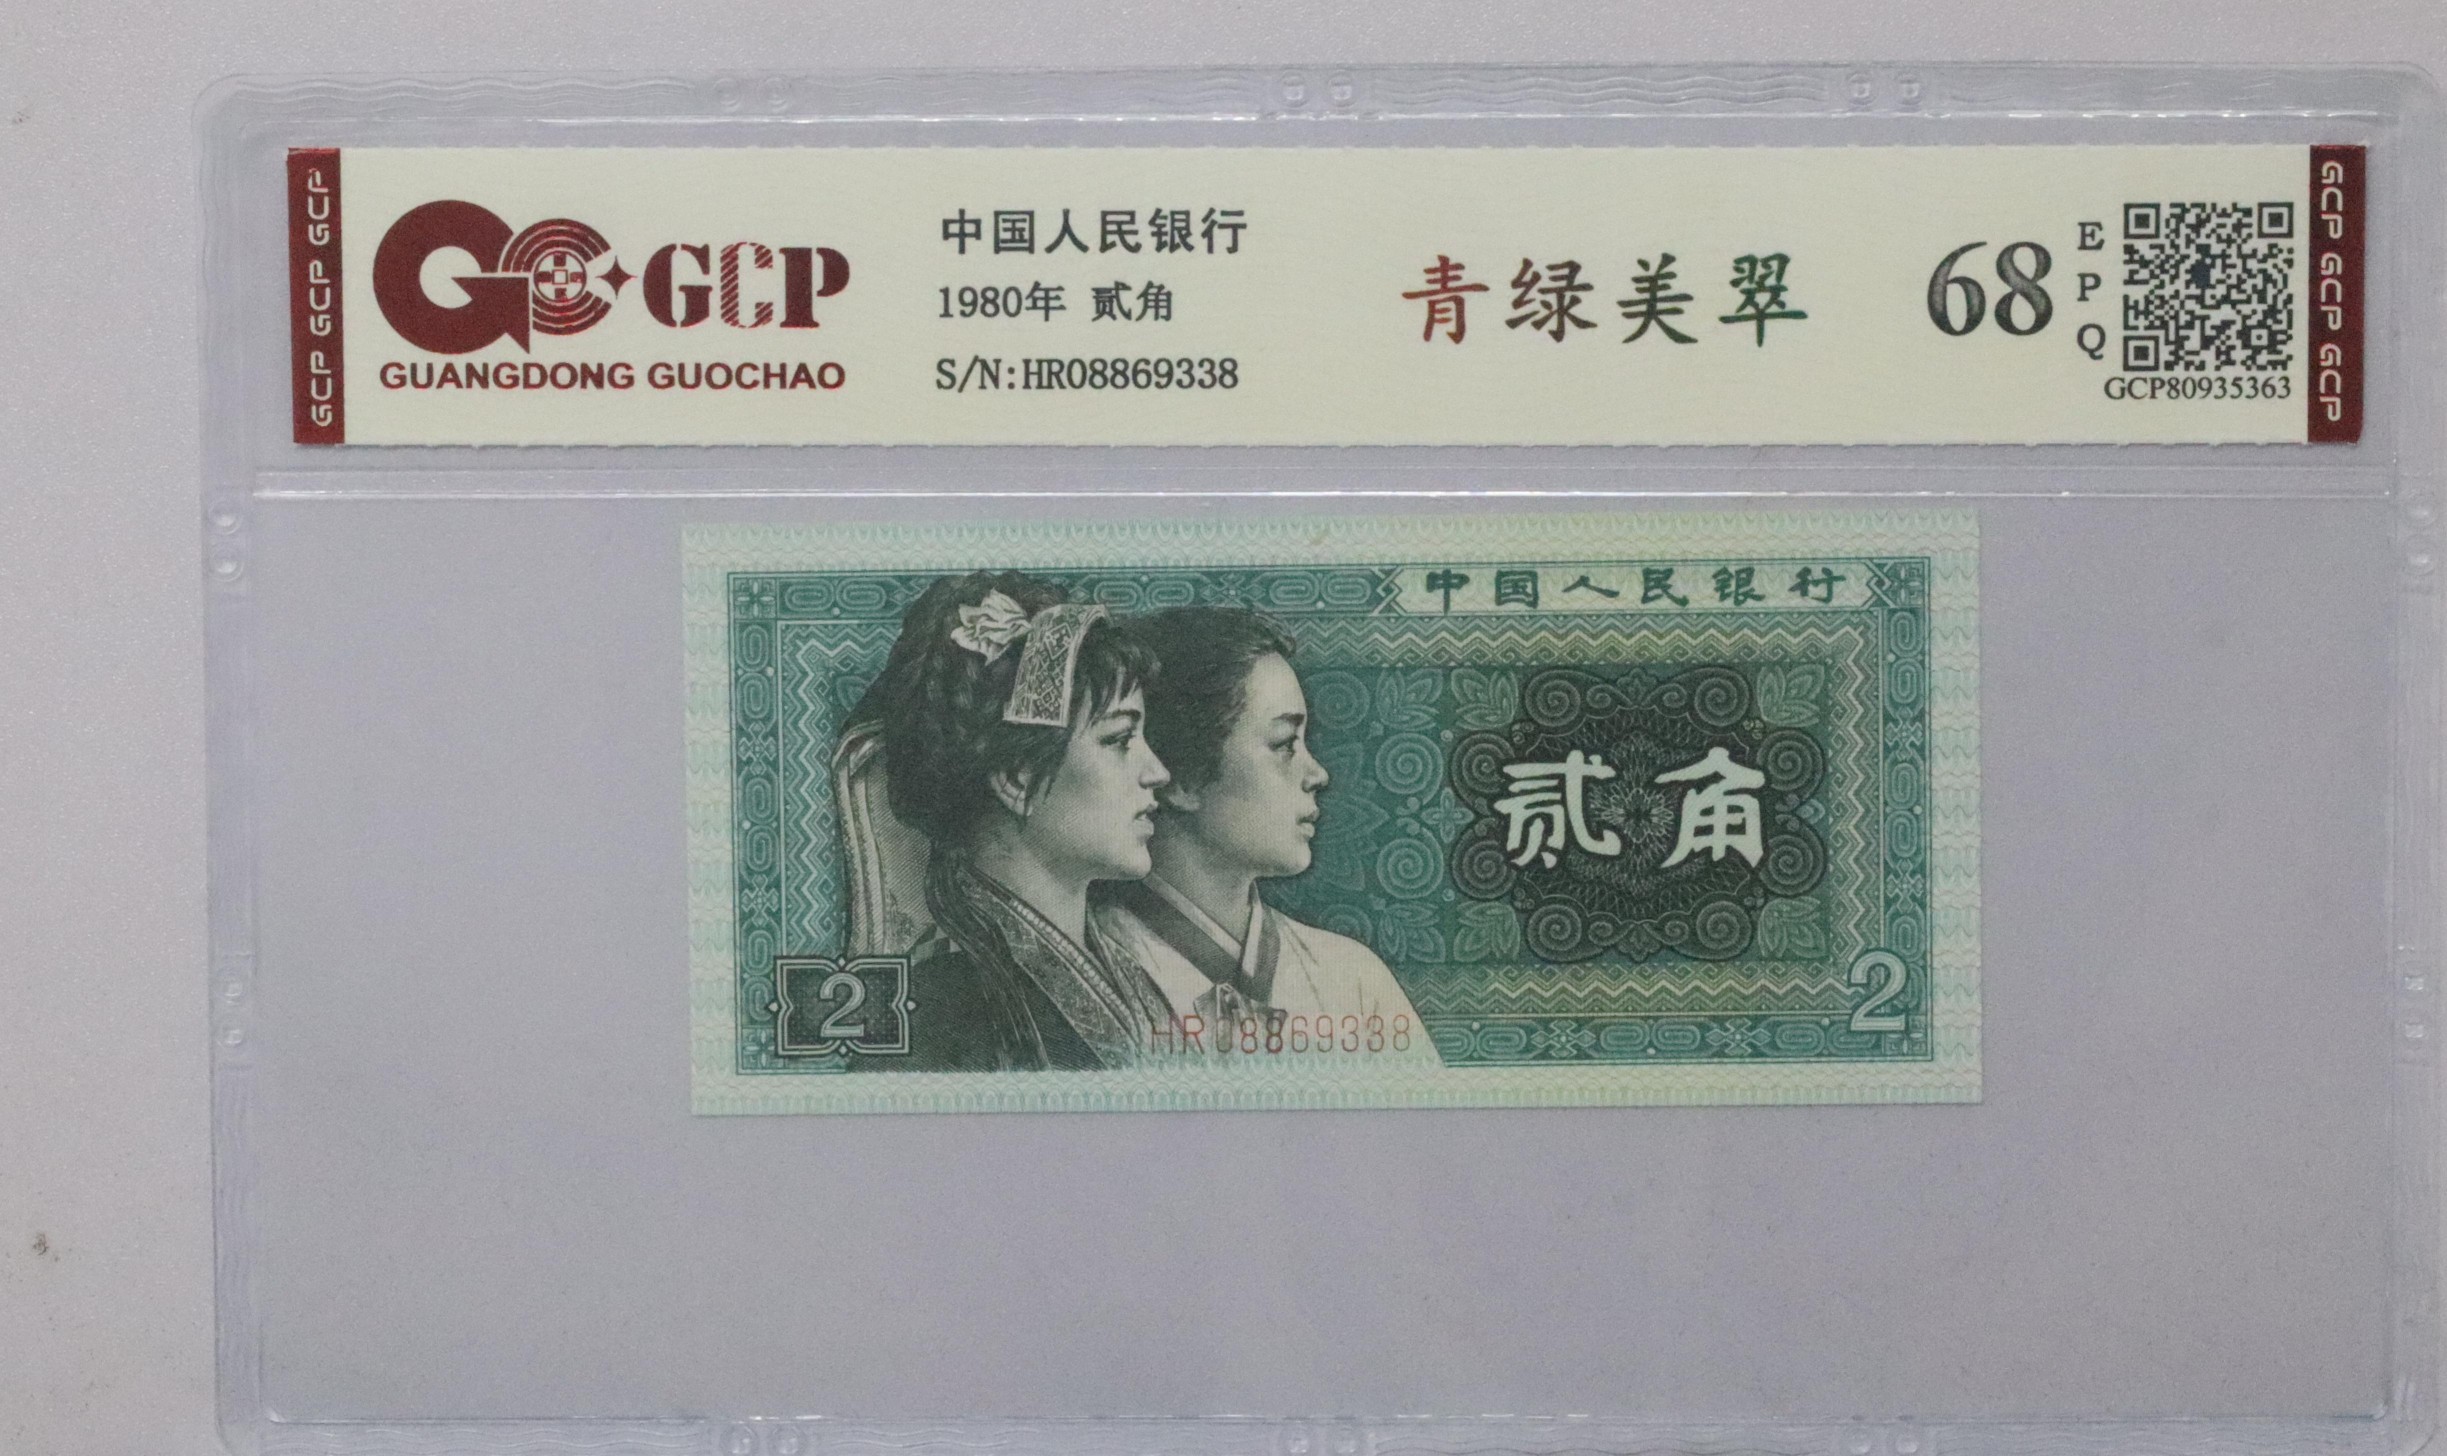 GCP GCP GCP
GCP
GUANGDONG GUOCHAO
中国人民银行
1980年 贰角
S/N:HR08869338
青绿美翠
68
EPQ
GCP80935363
GCP GCP GCP
中国人民银行
贰角
2
2
HR08869338